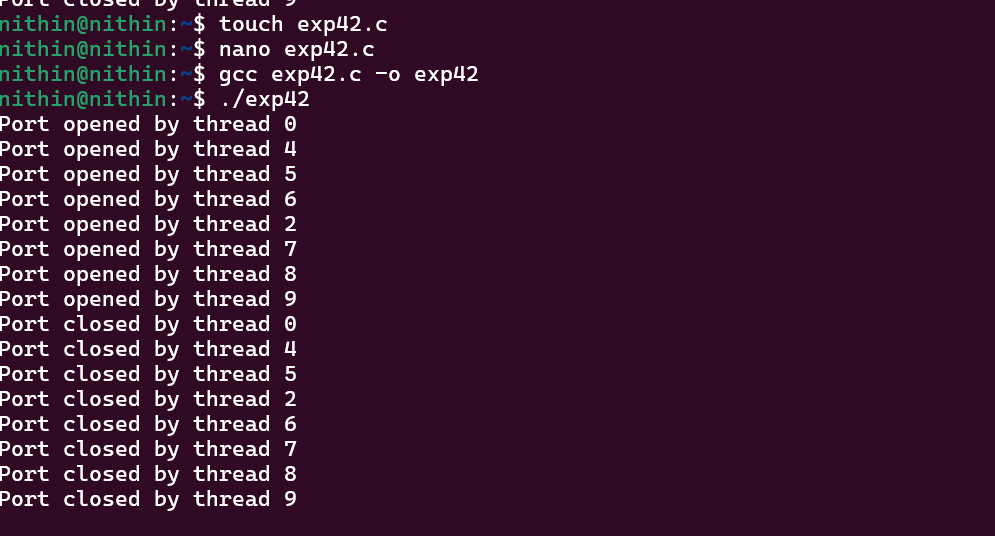 Port closed by thread 9
nithin@nithin:~$ touch exp42.c
nithin@nithin:~$ nano exp42.c
nithin@nithin:~$ gcc exp42.c -o exp42
nithin@nithin:~$ ./exp42
Port opened by thread 0
Port opened by thread 4
Port opened by thread 5
Port opened by thread 6
Port opened by thread 2
Port opened by thread 7
Port opened by thread 8
Port opened by thread 9
Port closed by thread 0
Port closed by thread 4
Port closed by thread 5
Port closed by thread 2
Port closed by thread 6
Port closed by thread 7
Port closed by thread 8
Port closed by thread 9